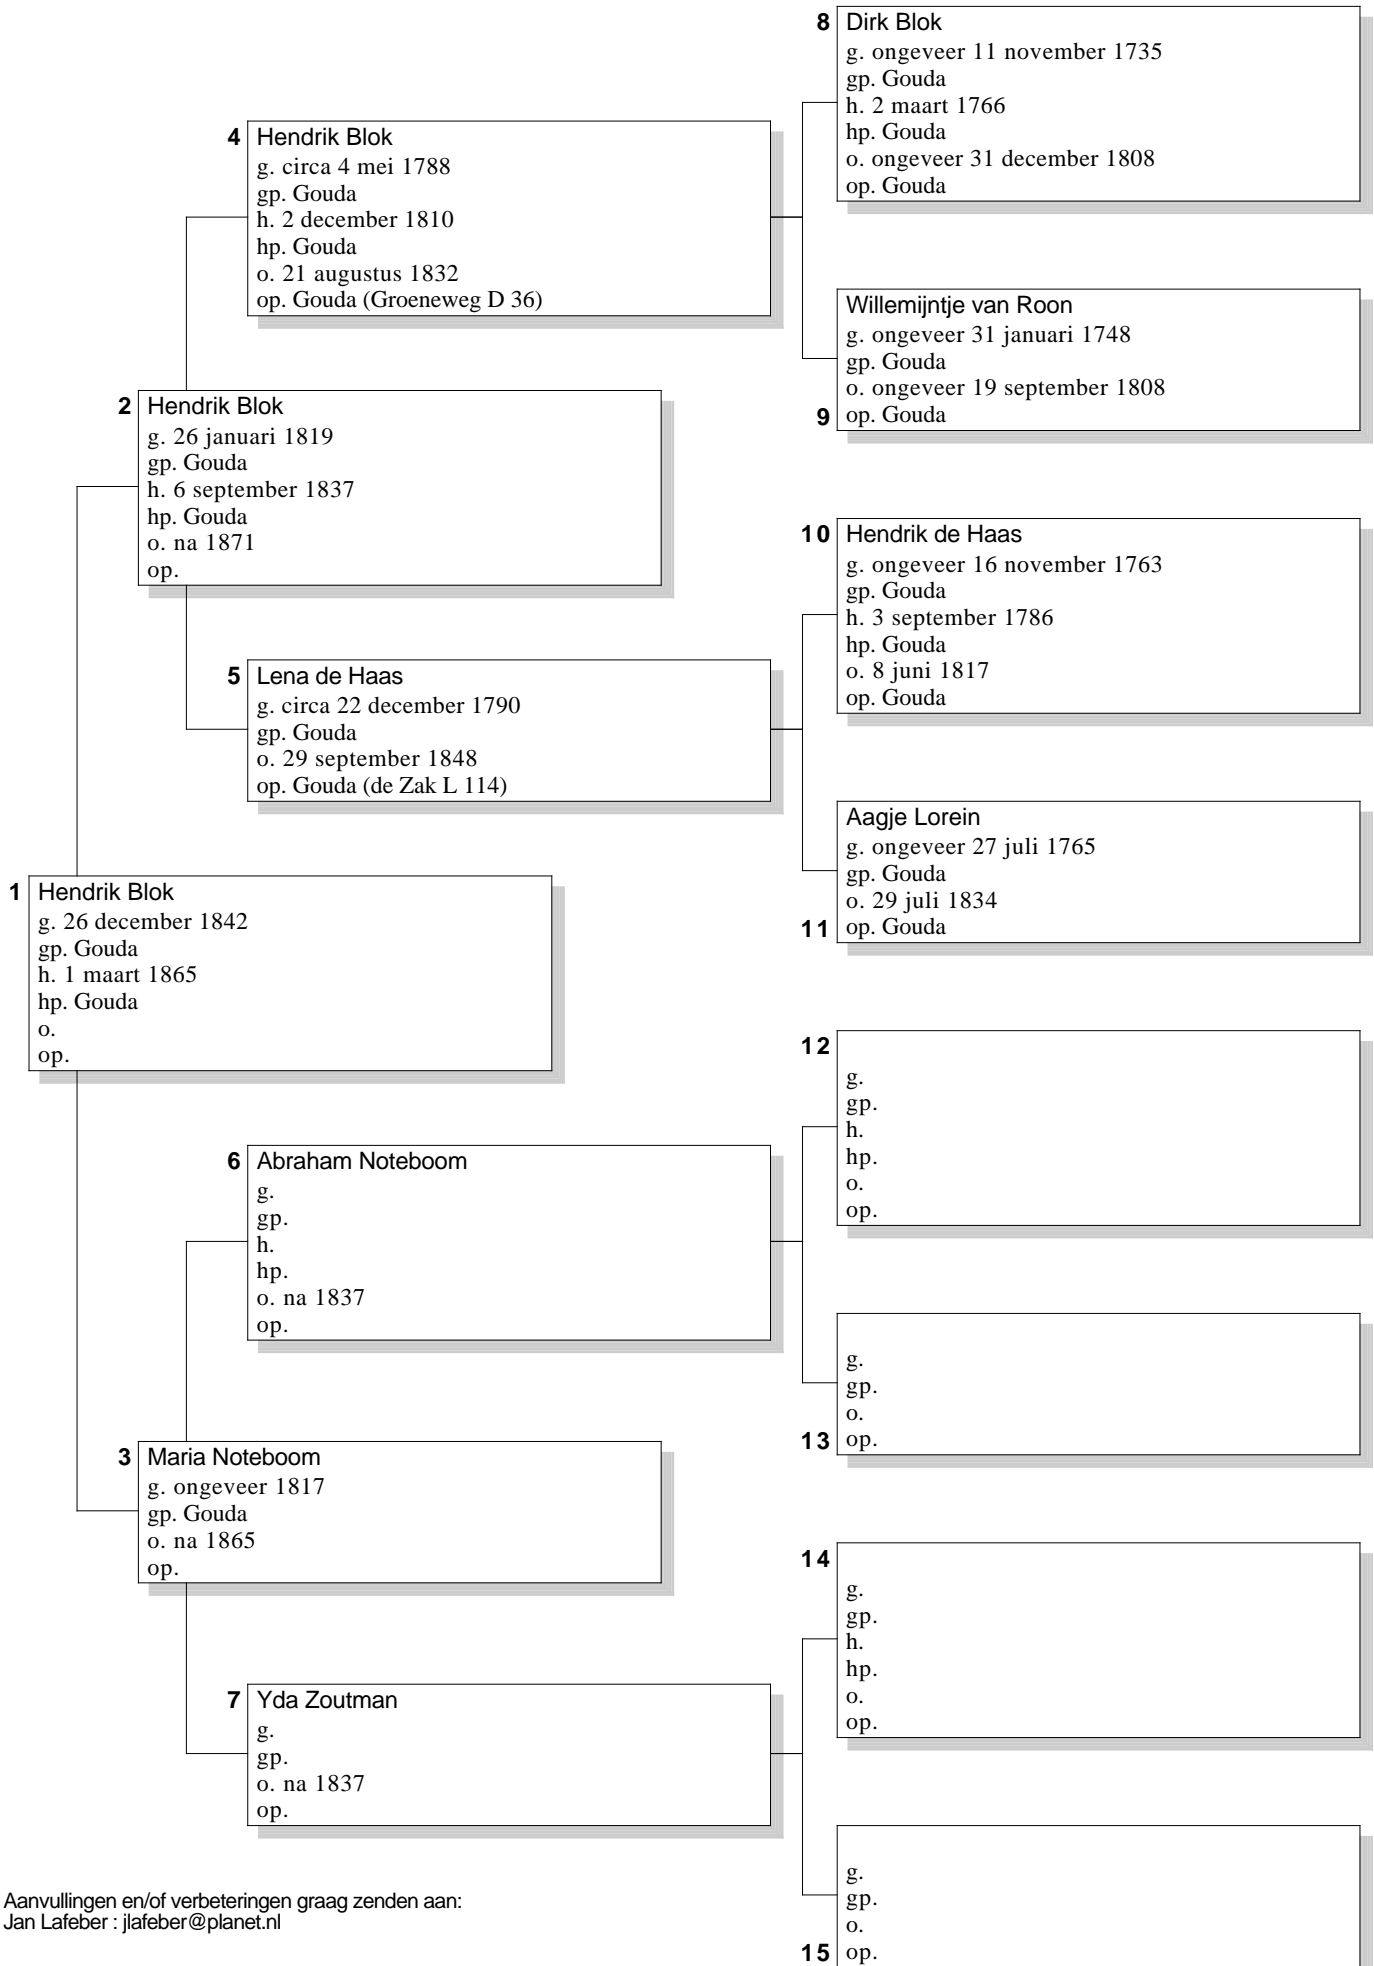 8 Dirk Blok
g. ongeveer 11 november 1735
gp. Gouda
h. 2 maart 1766
hp. Gouda
o. ongeveer 31 december 1808
op. Gouda
4 Hendrik Blok
g. circa 4 mei 1788
gp. Gouda
h. 2 december 1810
hp. Gouda
o. 21 augustus 1832
op. Gouda (Groeneweg D 36)
Willemijntje van Roon
g. ongeveer 31 januari 1748
gp. Gouda
o. ongeveer 19 september 1808
9 op. Gouda
2 Hendrik Blok
g. 26 januari 1819
gp. Gouda
h. 6 september 1837
hp. Gouda
o. na 1871
op.
10 Hendrik de Haas
g. ongeveer 16 november 1763
gp. Gouda
h. 3 september 1786
hp. Gouda
o. 8 juni 1817
op. Gouda
5 Lena de Haas
g. circa 22 december 1790
gp. Gouda
o. 29 september 1848
op. Gouda (de Zak L 114)
Aagje Lorein
g. ongeveer 27 juli 1765
gp. Gouda
o. 29 juli 1834
11 op. Gouda
1 Hendrik Blok
g. 26 december 1842
gp. Gouda
h. 1 maart 1865
hp. Gouda
o.
op.
12
g.
gp.
h.
hp.
o.
op.
6 Abraham Noteboom
g.
gp.
h.
hp.
o. na 1837
op.
g.
gp.
o.
13 op.
3 Maria Noteboom
g. ongeveer 1817
gp. Gouda
o. na 1865
op.
14
g.
gp.
h.
hp.
o.
op.
7 Yda Zoutman
g.
gp.
o. na 1837
op.
g.
gp.
o.
15 op.
Aanvullingen en/of verbeteringen graag zenden aan:
Jan Lafeber : jlafeber@planet.nl